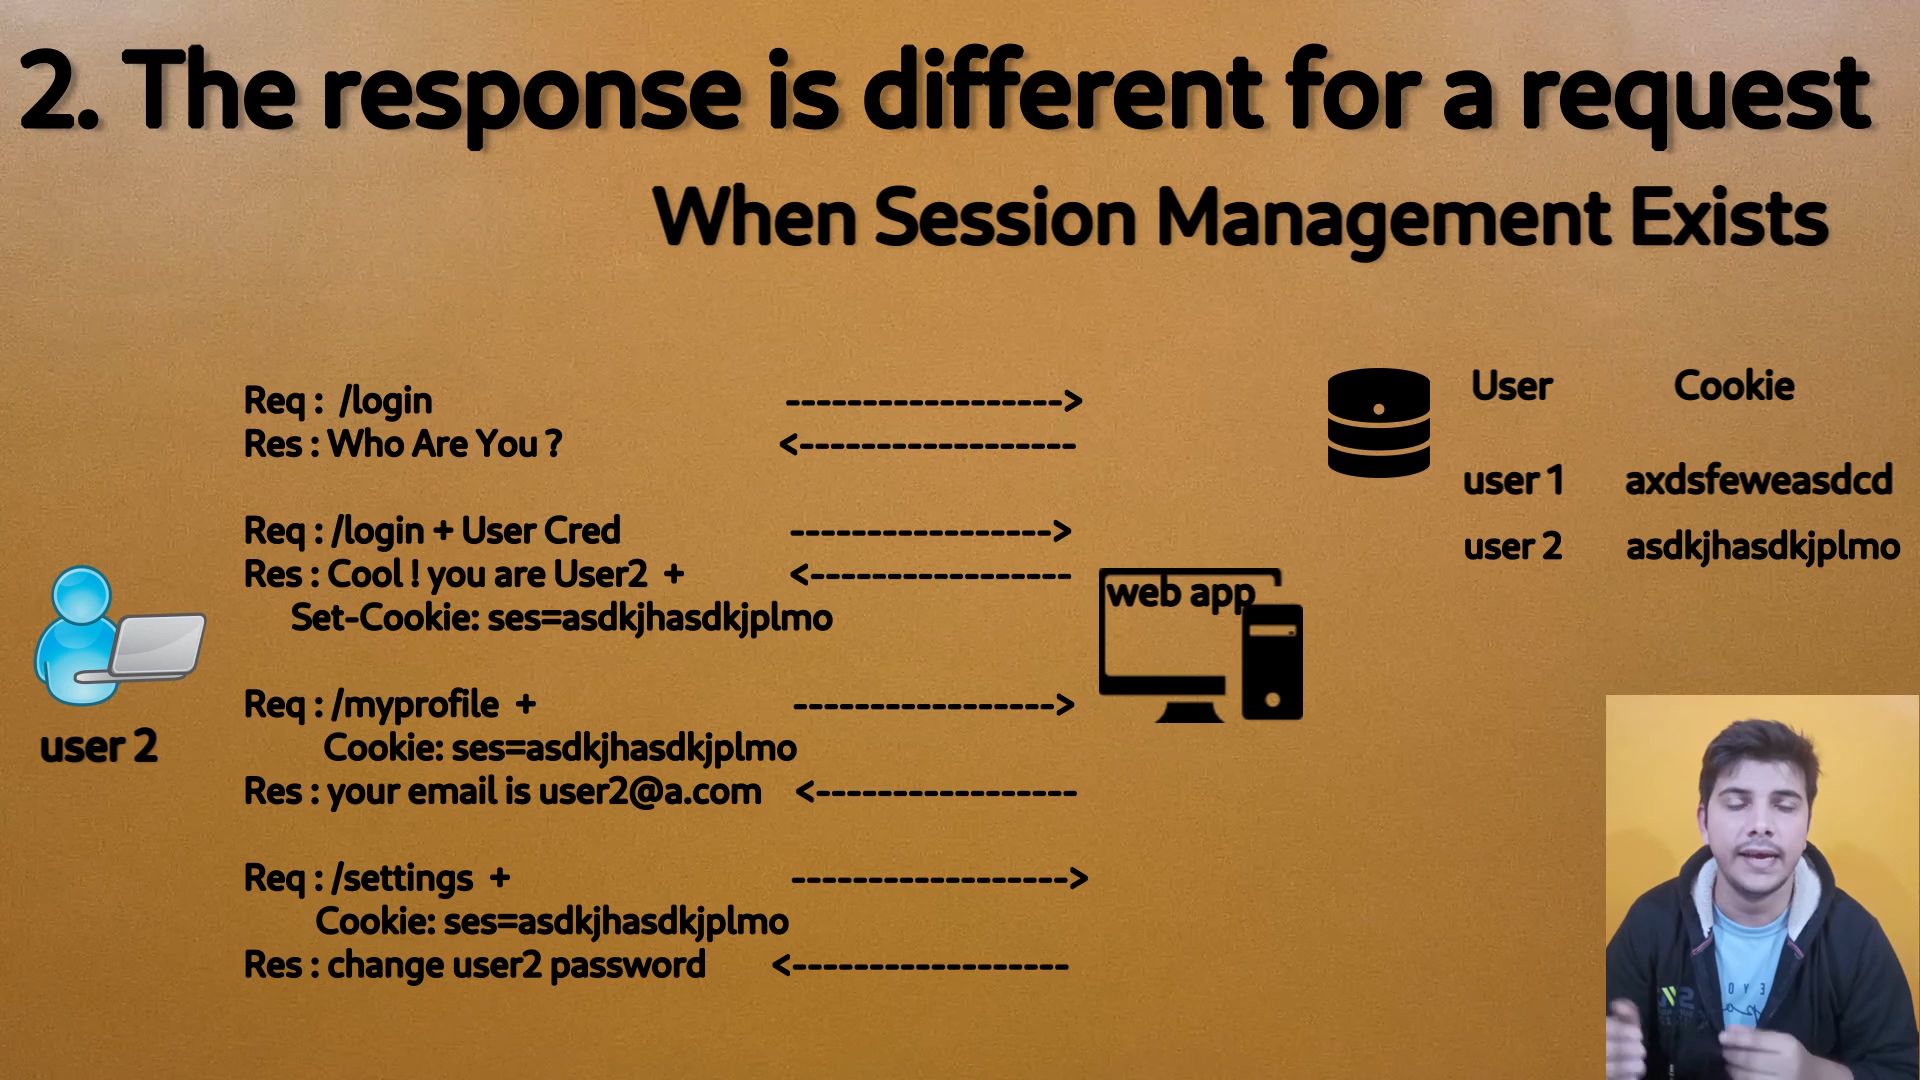 2. The response is different for a request
When Session Management Exists
Req : /login ------------------>
Res : Who Are You ? <------------------
Req : /login + User Cred ----------------->
Res : Cool ! you are User2 + <-----------------
Set-Cookie: ses=asdkjhasdkjplmo
Req : /myprofile + ----------------->
Cookie: ses=asdkjhasdkjplmo
Res : your email is user2@a.com <-----------------
Req : /settings + ------------------>
Cookie: ses=asdkjhasdkjplmo
Res : change user2 password <------------------
user 2
web app
User Cookie
user 1 axdsfeweasdcd
user 2 asdkjhasdkjplmo